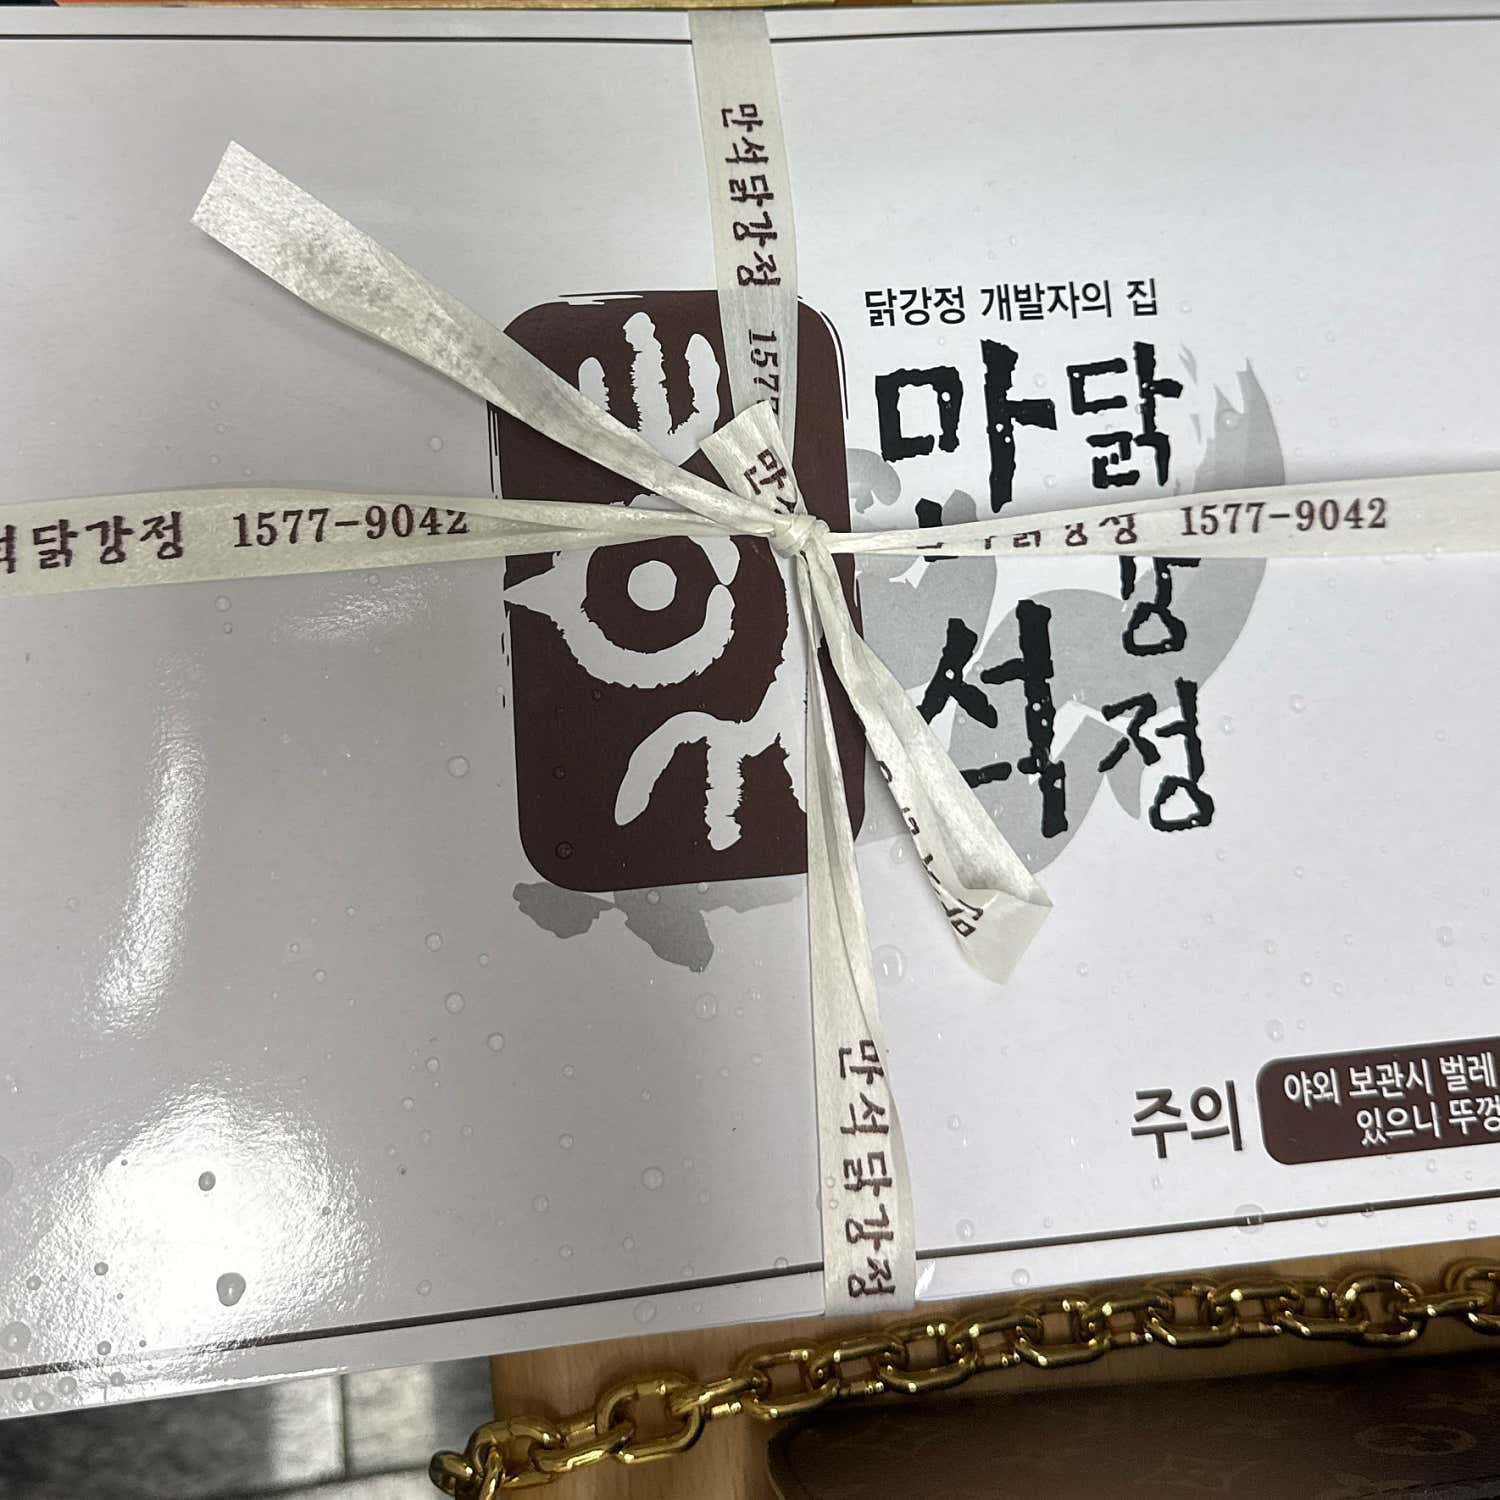 만석닭강정 1577
닭강정 개발자의 집
만석
닭강정
만
닭강정 1577-9042
닭강정 1577-9042
만석닭강정
주의
야외 보관시 벌레
있으니 뚜껑